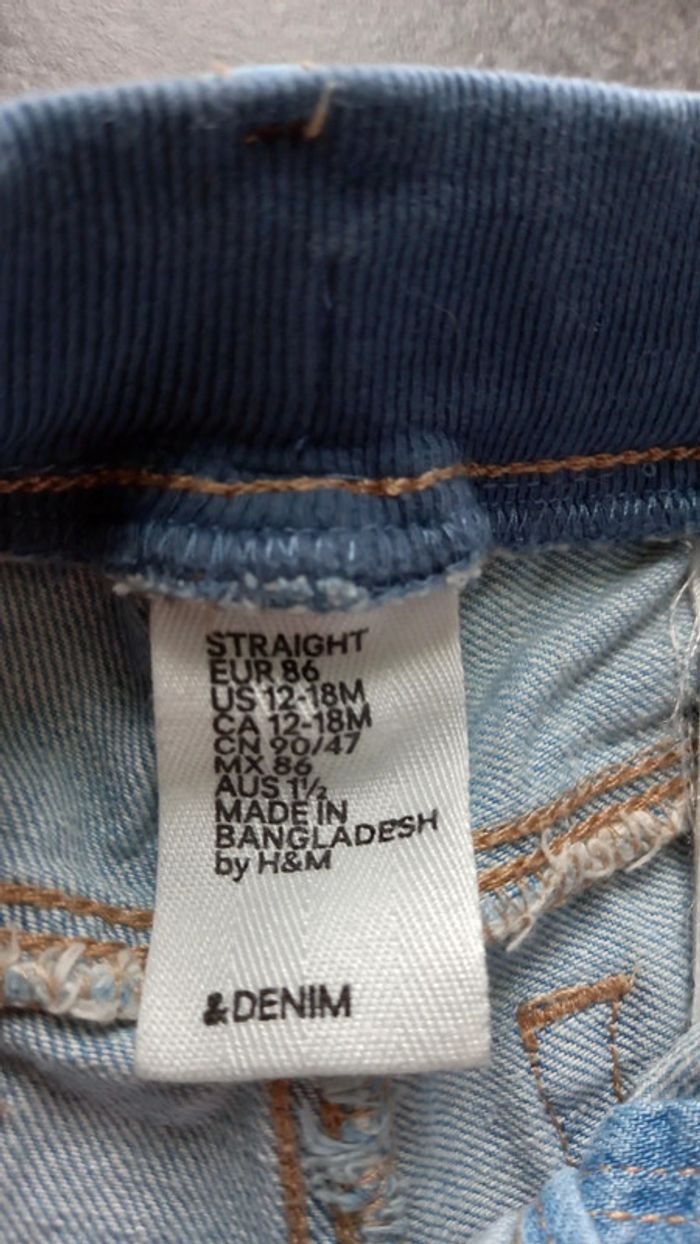 STRAIGHT
EUR 86
US 12-18M
CA 12-18M
CN 90/47
MX 86
AUS 1½
MADE IN
BANGLADESH
by H&M
&DENIM